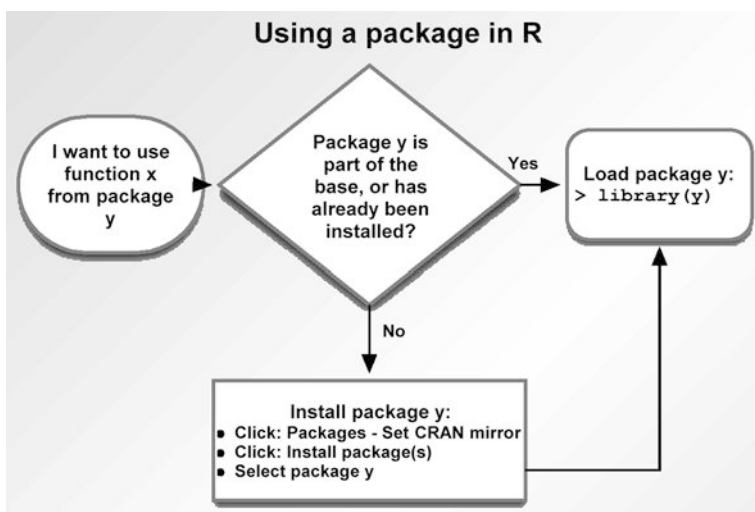 Using a package in R
I want to use
function x
from package
y
Package y is
part of the
base, or has
already been
installed?
Yes
Load package y:
> library(y)
No
Install package y:
• Click: Packages - Set CRAN mirror
• Click: Install package(s)
• Select package y